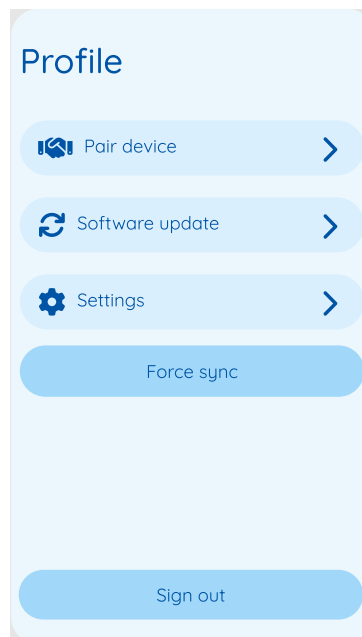 Profile
Pair device
Software update
Settings
Force sync
Sign out